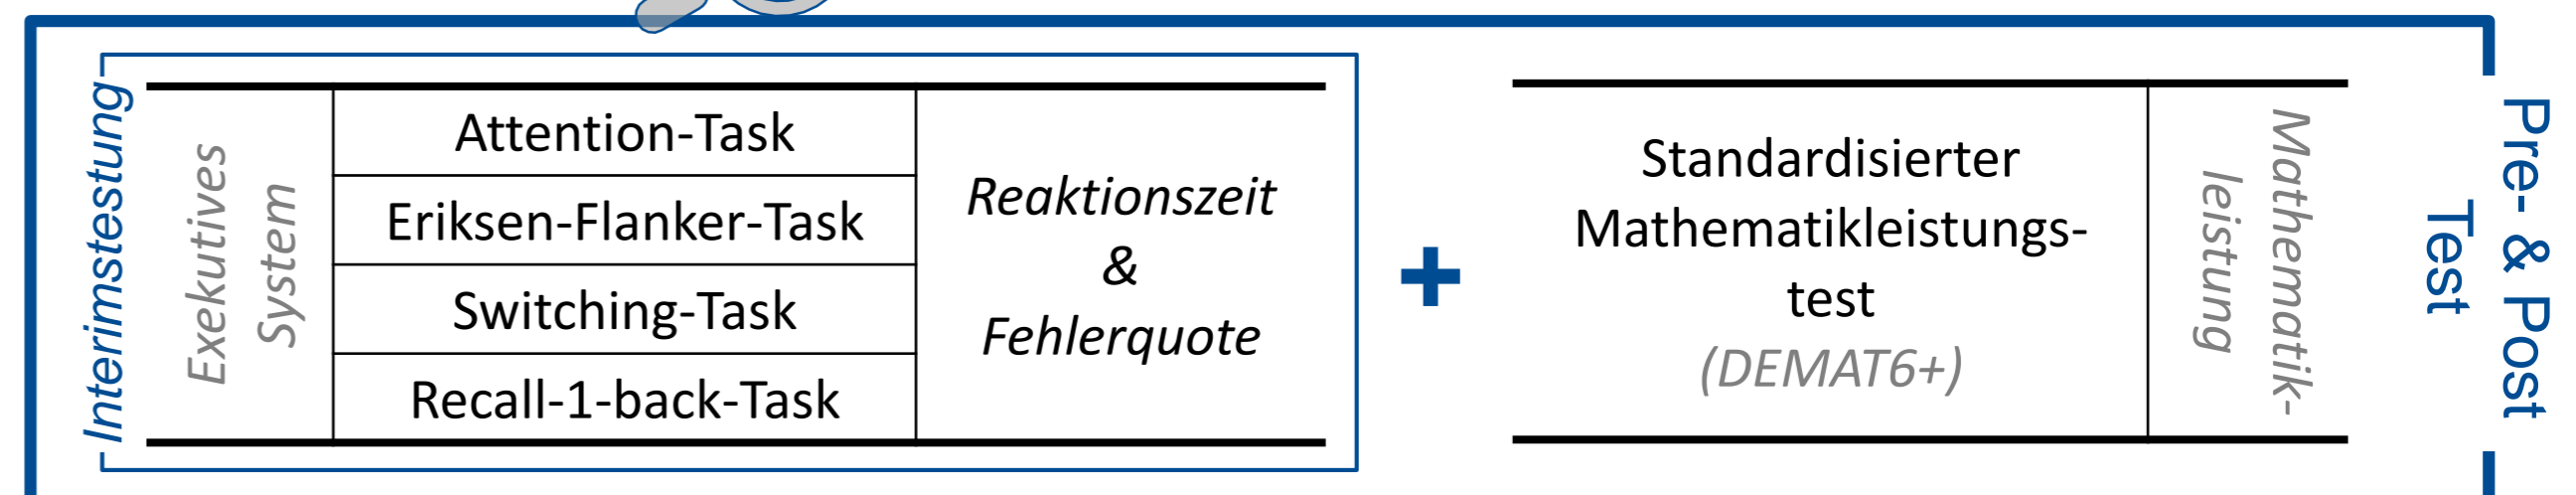 Interimstestung
Exekutives
System
Attention-Task
Eriksen-Flanker-Task
Switching-Task
Recall-1-back-Task
Reaktionszeit
&
Fehlerquote
+
Standardisierter
Mathematikleistungs-
test
(DEMAT6+)
Mathematik-
leistung
Pre- & Post
Test